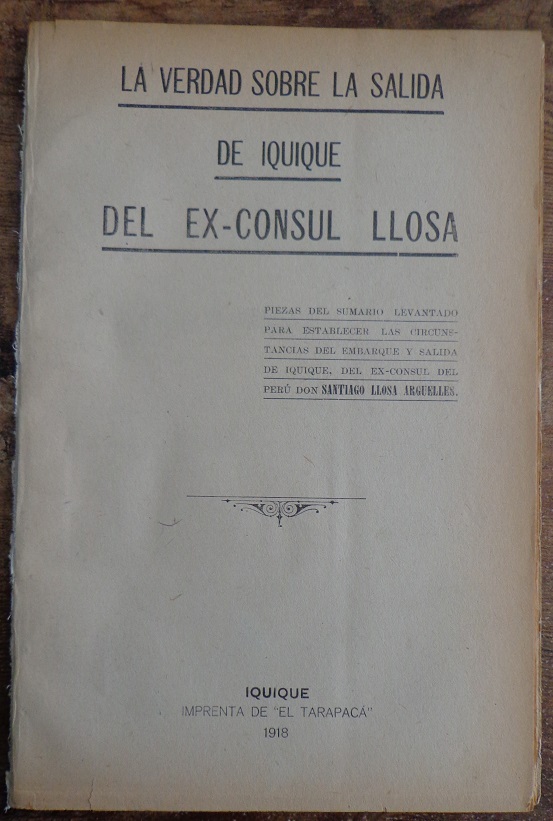 LA VERDAD SOBRE LA SALIDA
DE IQUIQUE
DEL EX-CONSUL LLOSA
PIEZAS DEL SUMARIO LEVANTADO
PARA ESTABLECER LAS CIRCUNS-
TANCIAS DEL EMBARQUE Y SALIDA
DE IQUIQUE, DEL EX-CONSUL DEL
PERÚ DON SANTIAGO LLOSA ARGUELLES.
IQUIQUE
IMPRENTA DE "EL TARAPACÁ"
1918